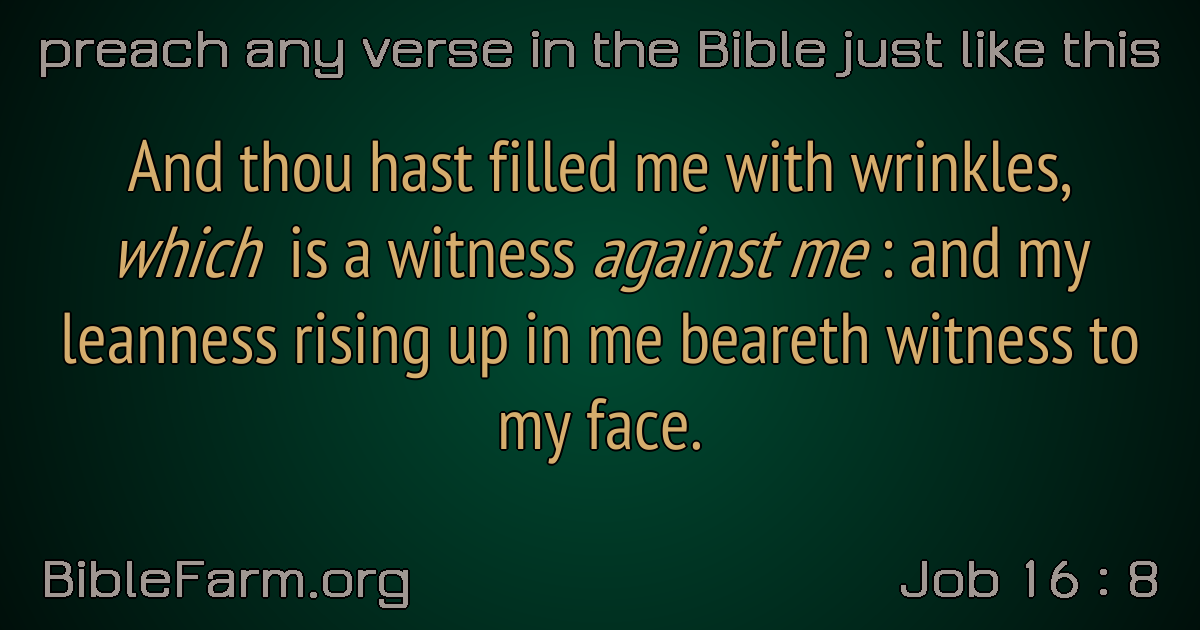 preach any verse in the Bible just like this
And thou hast filled me with wrinkles,
which is a witness against me : and my
leanness rising up in me beareth witness to
my face.
BibleFarm.org
Job 16 : 8